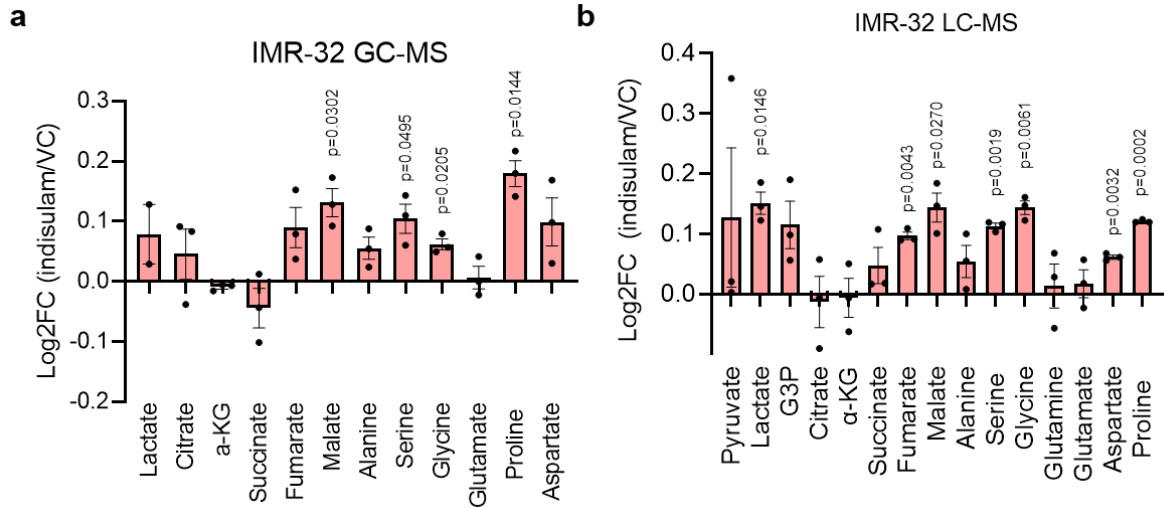 a
IMR-32 GC-MS
Log2FC (indisulam/VC)
0.3
0.2
0.1
0.0
-0.1
-0.2
p=0.0302
p=0.0495
p=0.0205
p=0.0144
Lactate
Citrate
a-KG
Succinate
Fumarate
Malate
Alanine
Serine
Glycine
Glutamate
Proline
Aspartate
b
IMR-32 LC-MS
Log2FC (indisulam/VC)
0.4
0.3
0.2
0.1
0.0
p=0.0146
p=0.0043
p=0.0270
p=0.0019
p=0.0061
p=0.0032
p=0.0002
Pyruvate
Lactate
G3P
Citrate
α-KG
Succinate
Fumarate
Malate
Alanine
Serine
Glycine
Glutamine
Glutamate
Aspartate
Proline